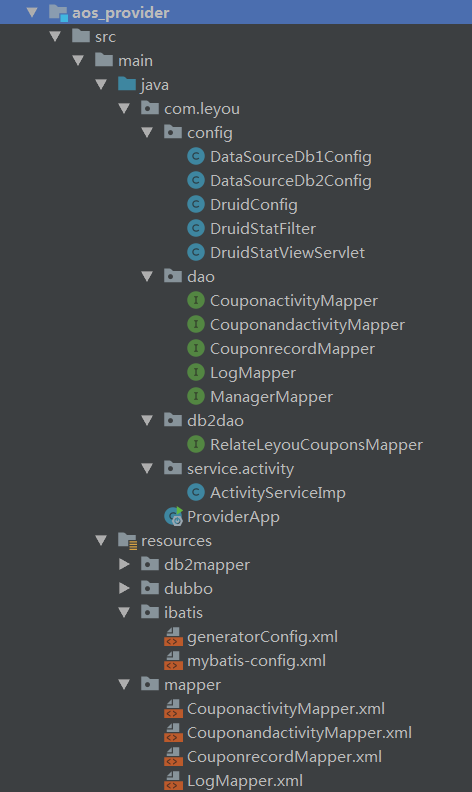 aos_provider
src
main
java
com.leyou
config
DataSourceDb1Config
DataSourceDb2Config
DruidConfig
DruidStatFilter
DruidStatViewServlet
dao
CouponactivityMapper
CouponandactivityMapper
CouponrecordMapper
LogMapper
ManagerMapper
db2dao
RelateLeyouCouponsMapper
service.activity
ActivityServiceImp
ProviderApp
resources
db2mapper
dubbo
ibatis
generatorConfig.xml
mybatis-config.xml
mapper
CouponactivityMapper.xml
CouponandactivityMapper.xml
CouponrecordMapper.xml
LogMapper.xml